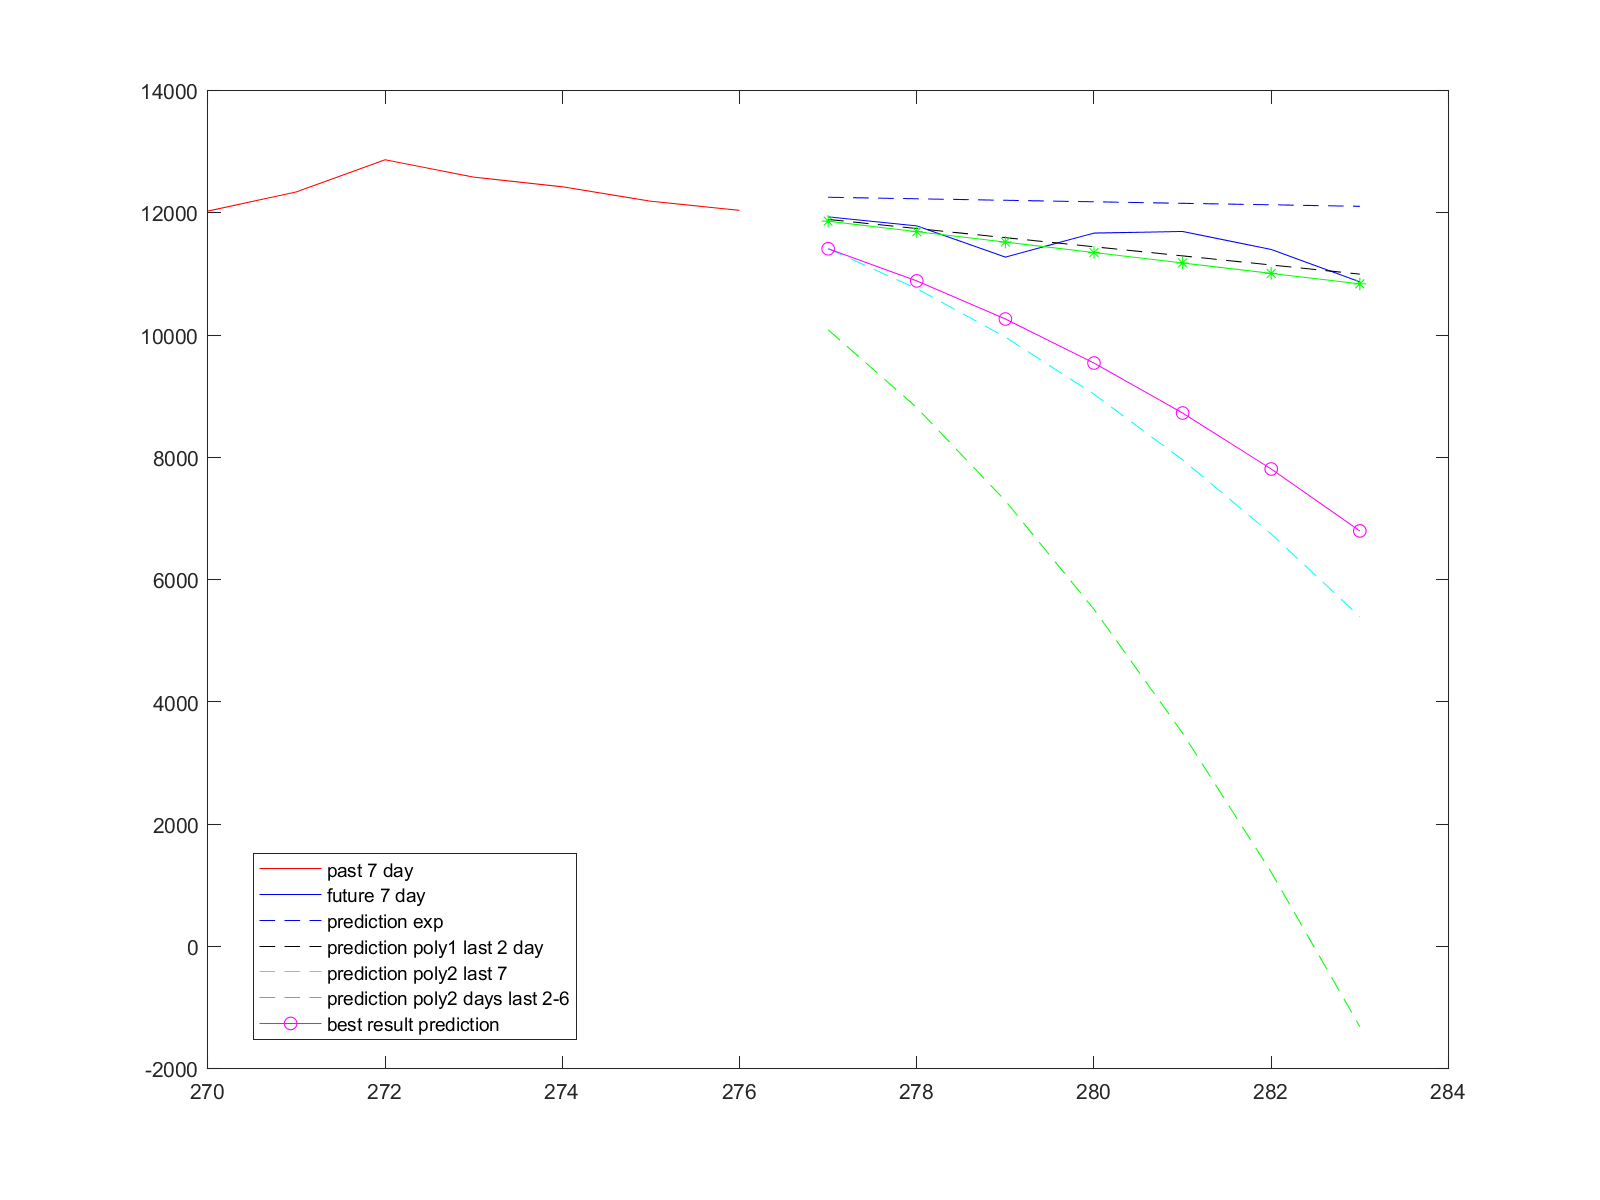 14000
12000
10000
8000
6000
4000
2000
0
-2000
past 7 day
future 7 day
prediction exp
prediction poly1 last 2 day
prediction poly2 last 7
prediction poly2 days last 2-6
best result prediction
270 272 274 276 278 280 282 284